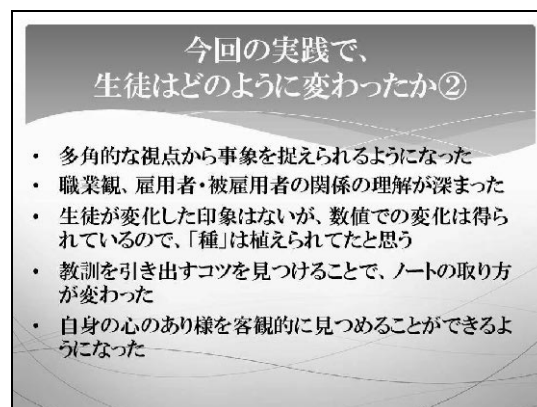 今回の実践で、
生徒はどのように変わったか②
• 多角的な視点から事象を捉えられるようになった
• 職業観、雇用者・被雇用者の関係の理解が深まった
• 生徒が変化した印象はないが、数値での変化は得ら
れているので、「種」は植えられてたと思う
• 教訓を引き出すコツを見つけることで、ノートの取り方
が変わった
• 自身の心のあり様を客観的に見つめることができるよ
うになった